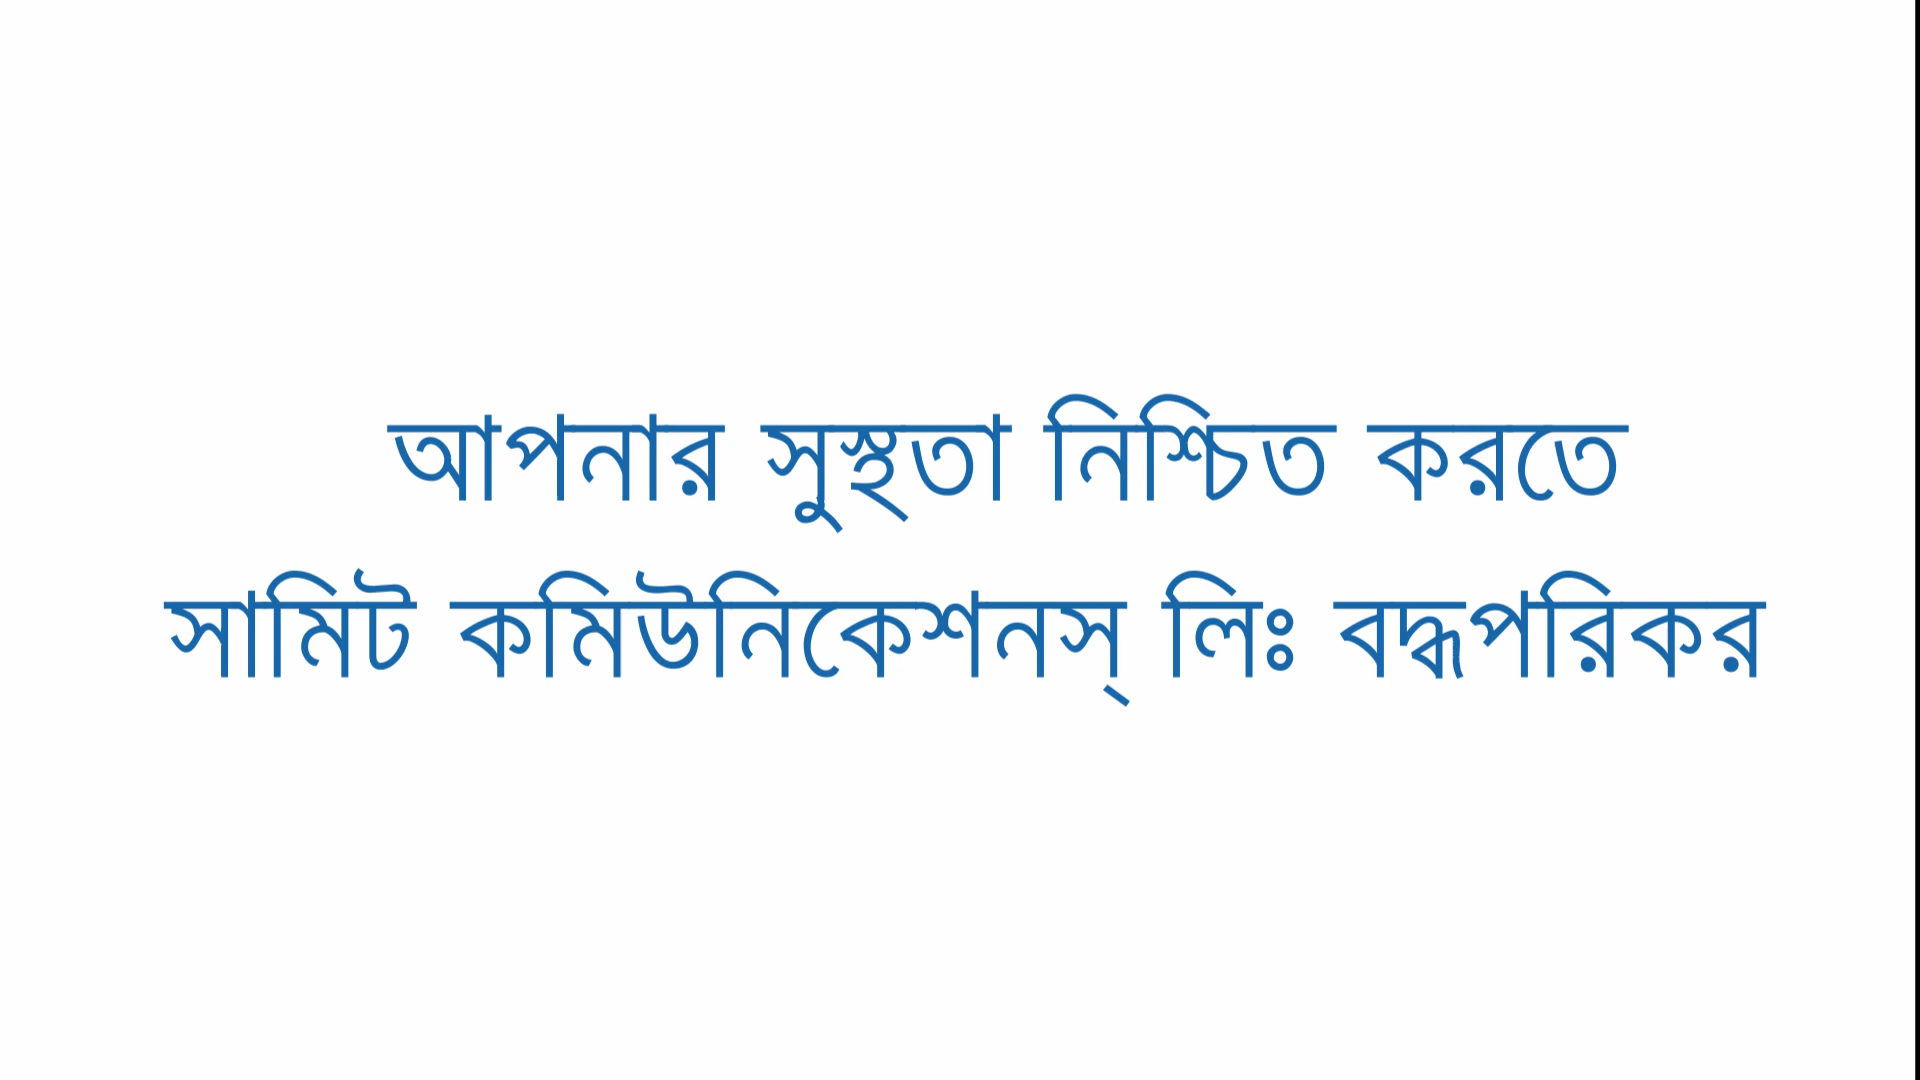 আপনার সুস্থতা নিশ্চিত করতে
সামিট কমিউনিকেশনস্ লিঃ বদ্ধপরিকর